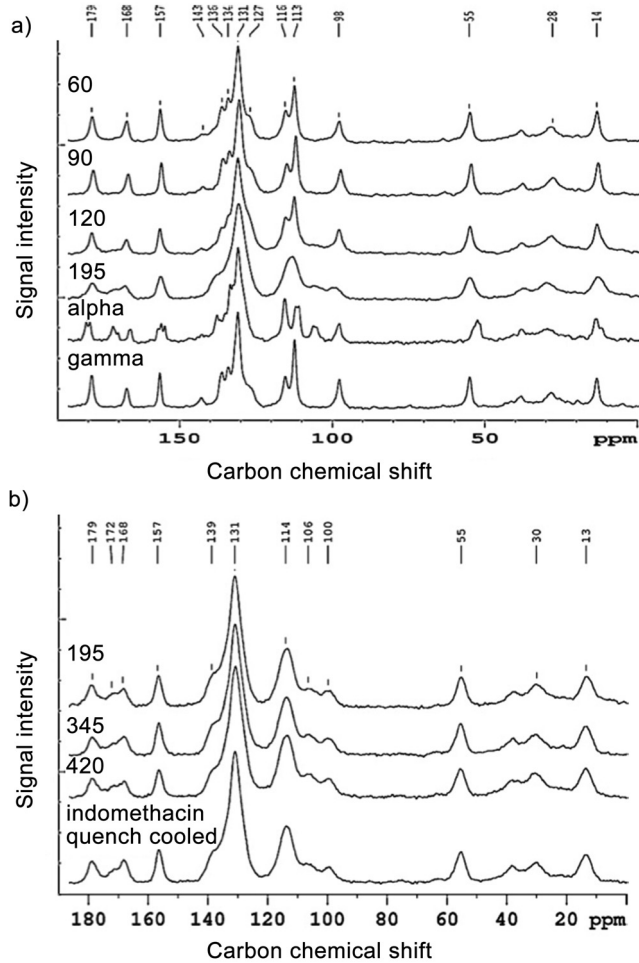 a)
179 168 157 143 136 134 131 127 116 113 98 55 28 14
60
90
120
195
alpha
gamma
Signal intensity
150 100 50 ppm
Carbon chemical shift
b)
179 172 168 157 139 131 114 106 100 55 30 13
195
345
420
indomethacin
quench cooled
Signal intensity
180 160 140 120 100 80 60 40 20 ppm
Carbon chemical shift